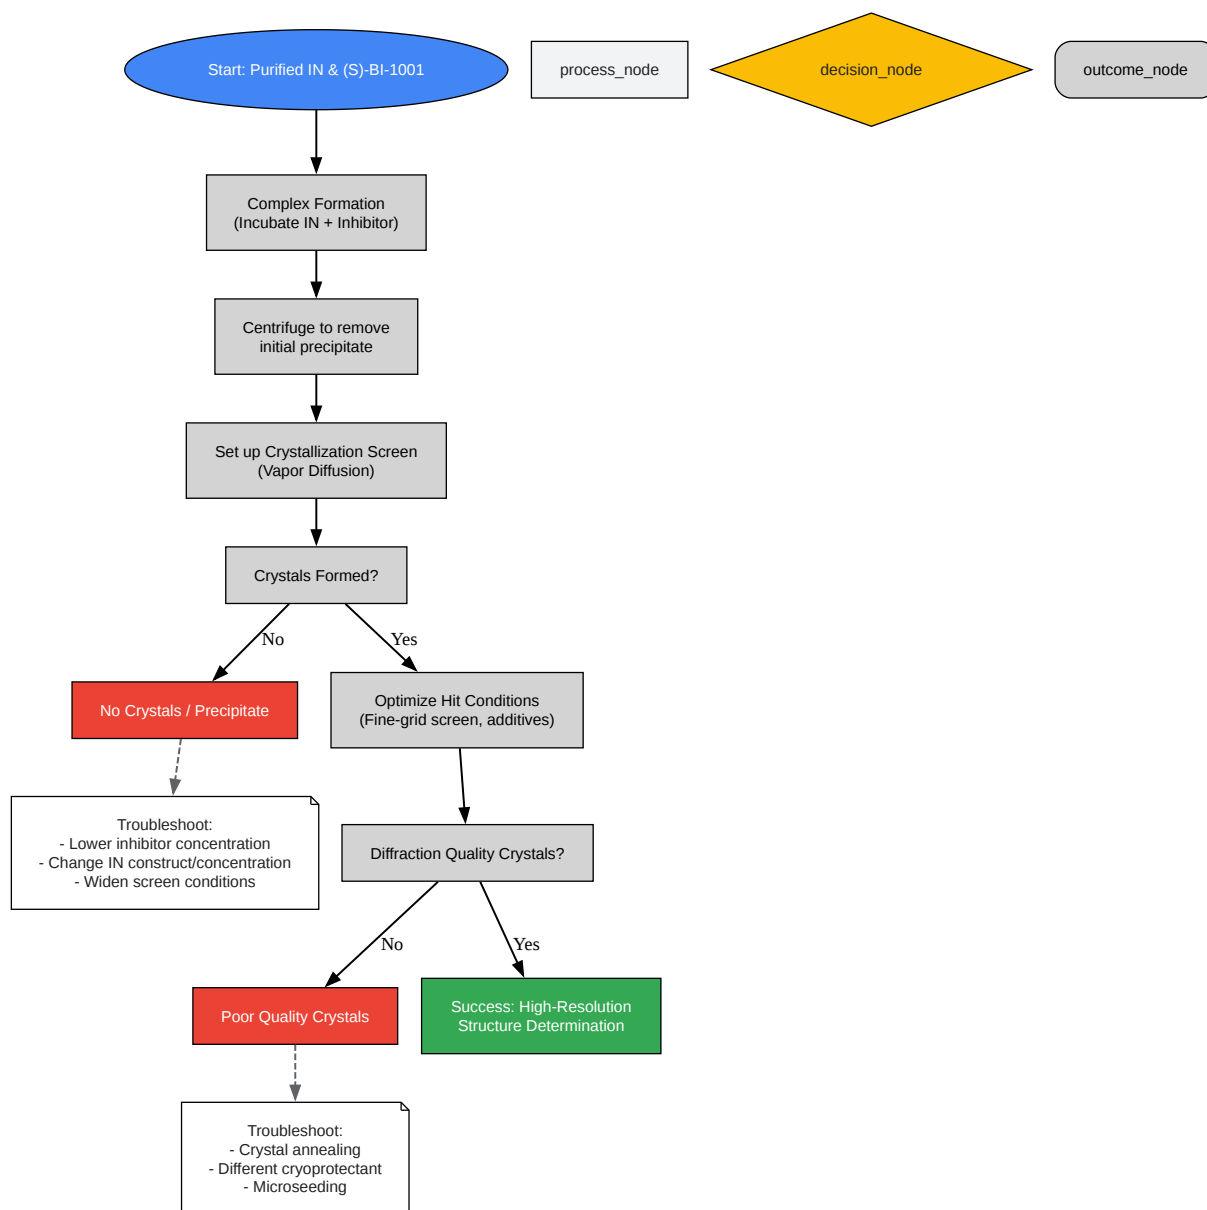 Start: Purified IN & (S)-BI-1001
process_node
decision_node
outcome_node
Complex Formation
(Incubate IN + Inhibitor)
Centrifuge to remove
initial precipitate
Set up Crystallization Screen
(Vapor Diffusion)
Crystals Formed?
No
Yes
No Crystals / Precipitate
Optimize Hit Conditions
(Fine-grid screen, additives)
Troubleshoot:
- Lower inhibitor concentration
- Change IN construct/concentration
- Widen screen conditions
Diffraction Quality Crystals?
No
Yes
Poor Quality Crystals
Success: High-Resolution
Structure Determination
Troubleshoot:
- Crystal annealing
- Different cryoprotectant
- Microseeding